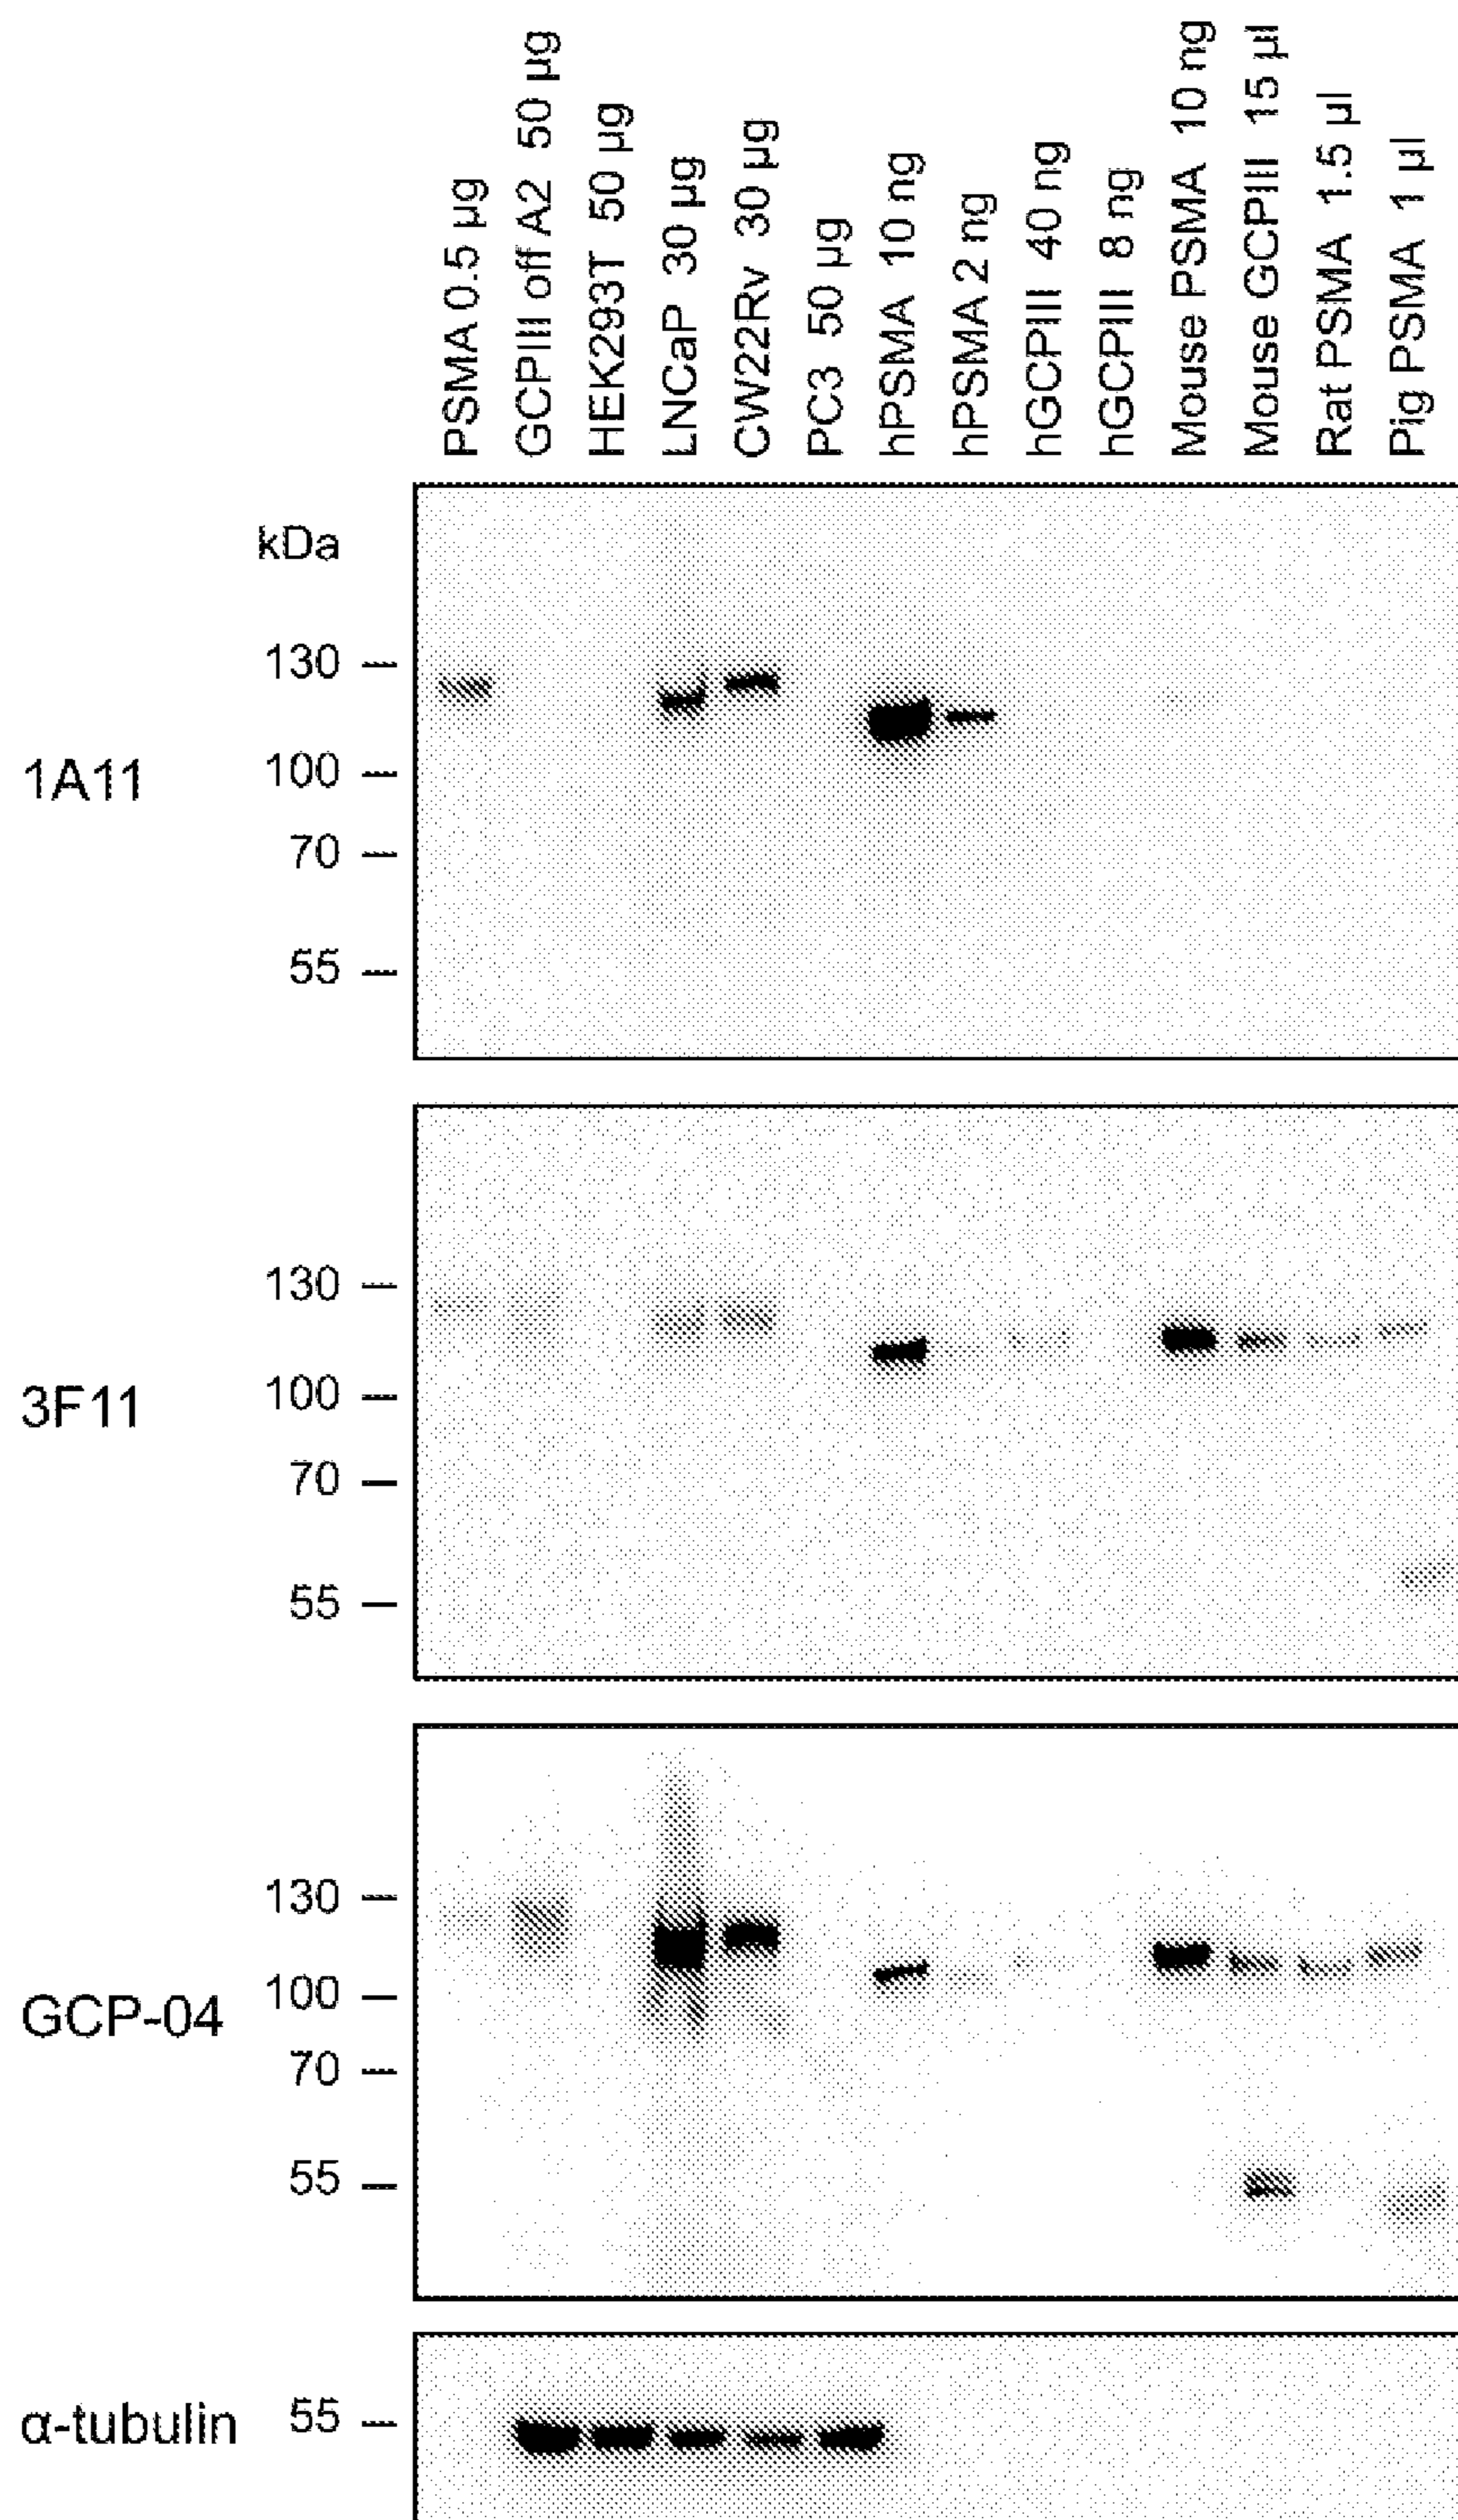 PSMA 0.5 µg
GCPIII off A2 50 µg
HEK293T 50 µg
LNCaP 30 µg
CW22Rv 30 µg
PC3 50 µg
hPSMA 10 ng
hPSMA 2 ng
hGCPIII 40 ng
hGCPIII 8 ng
Mouse PSMA 10 ng
Mouse GCPIII 15 µl
Rat PSMA 1.5 µl
Pig PSMA 1 µl
kDa
1A11
130
100
70
55
3F11
130
100
70
55
GCP-04
130
100
70
55
α-tubulin
55